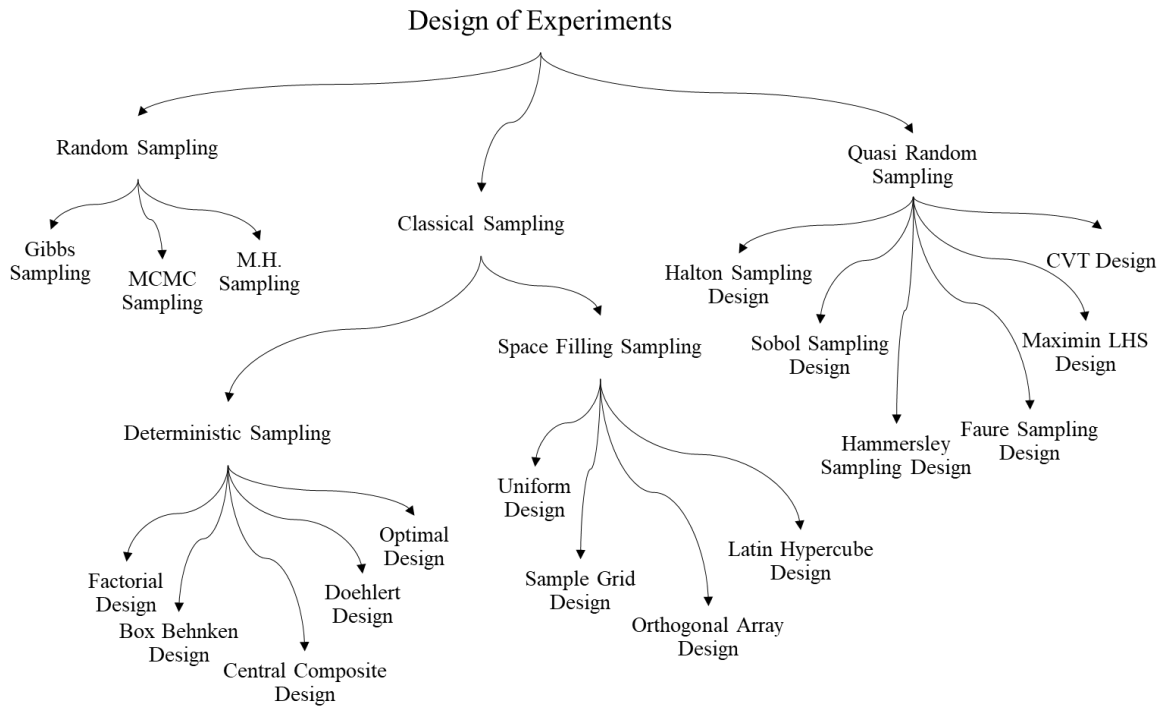 Design of Experiments
Random Sampling
Gibbs
Sampling
MCMC
Sampling
M.H.
Sampling
Classical Sampling
Deterministic Sampling
Factorial
Design
Box Behnken
Design
Central Composite
Design
Doehlert
Design
Optimal
Design
Space Filling Sampling
Uniform
Design
Sample Grid
Design
Orthogonal Array
Design
Latin Hypercube
Design
Quasi Random
Sampling
Halton Sampling
Design
Sobol Sampling
Design
Hammersley
Sampling Design
Faure Sampling
Design
Maximin LHS
Design
CVT Design